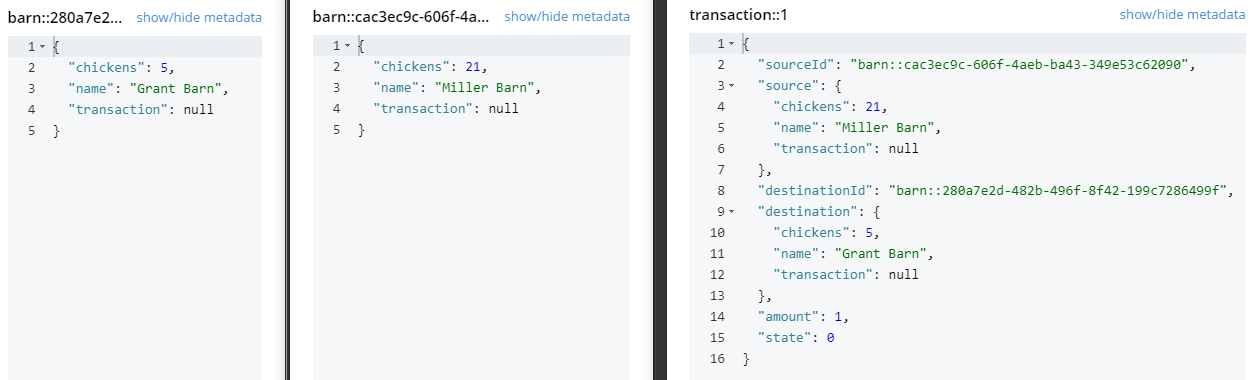 barn::280a7e2... show/hide metadata
1 {
2 "chickens": 5,
3 "name": "Grant Barn",
4 "transaction": null
5 }
barn::cac3ec9c-606f-4a... show/hide metadata
1 {
2 "chickens": 21,
3 "name": "Miller Barn",
4 "transaction": null
5 }
transaction::1 show/hide metadata
1 {
2 "sourceId": "barn::cac3ec9c-606f-4aeb-ba43-349e53c62090",
3 "source": {
4 "chickens": 21,
5 "name": "Miller Barn",
6 "transaction": null
7 },
8 "destinationId": "barn::280a7e2d-482b-496f-8f42-199c7286499f",
9 "destination": {
10 "chickens": 5,
11 "name": "Grant Barn",
12 "transaction": null
13 },
14 "amount": 1,
15 "state": 0
16 }